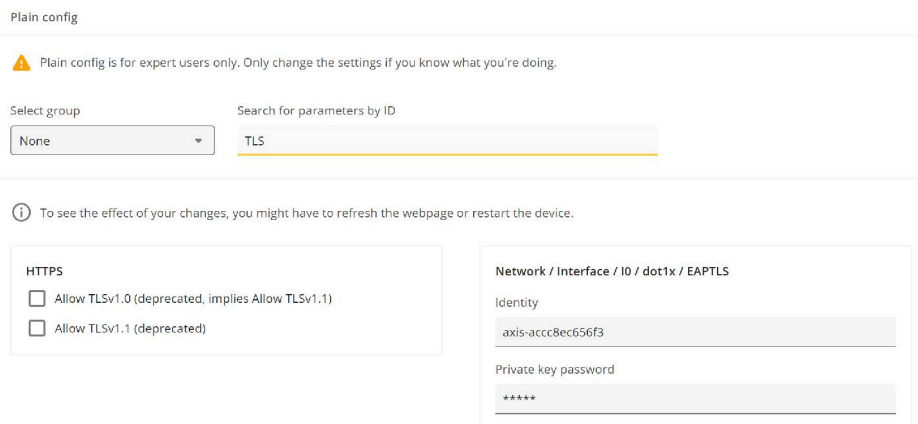 Plain config
Plain config is for expert users only. Only change the settings if you know what you're doing.
Select group
Search for parameters by ID
None
TLS
To see the effect of your changes, you might have to refresh the webpage or restart the device.
HTTPS
Allow TLSv1.0 (deprecated, implies Allow TLSv1.1)
Allow TLSv1.1 (deprecated)
Network / Interface / I0 / dot1x / EAPTLS
Identity
axis-accc8ec656f3
Private key password
*****